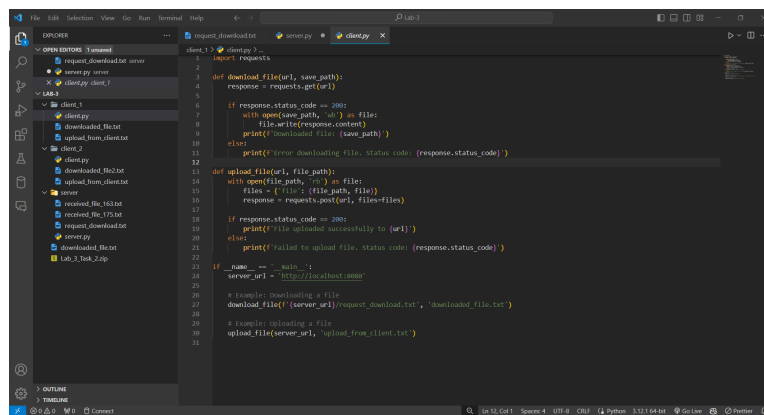 File Edit Selection View Go Run Terminal Help
Lab-3
EXPLORER
OPEN EDITORS 1 unsaved
request_download.txt server
server.py server
client.py client_1
LAB-3
client_1
client.py
downloaded_file.txt
upload_from_client.txt
client_2
client.py
downloaded_file2.txt
upload_from_client.txt
server
received_file_163.txt
received_file_175.txt
request_download.txt
server.py
downloaded_file.txt
Lab_3_Task_2.zip
OUTLINE
TIMELINE
request_download.txt server.py client.py
client_1 > client.py > ...
1 import requests
2
3 def download_file(url, save_path):
4 response = requests.get(url)
5
6 if response.status_code == 200:
7 with open(save_path, 'wb') as file:
8 file.write(response.content)
9 print(f'Downloaded file: {save_path}')
10 else:
11 print(f'Error downloading file. Status code: {response.status_code}')
12
13 def upload_file(url, file_path):
14 with open(file_path, 'rb') as file:
15 files = {'file': (file_path, file)}
16 response = requests.post(url, files=files)
17
18 if response.status_code == 200:
19 print(f'File uploaded successfully to {url}')
20 else:
21 print(f'Failed to upload file. Status code: {response.status_code}')
22
23 if __name__ == '__main__':
24 server_url = 'http://localhost:8080'
25
26 # Example: Downloading a file
27 download_file(f'{server_url}/request_download.txt', 'downloaded_file.txt')
28
29 # Example: Uploading a file
30 upload_file(server_url, 'upload_from_client.txt')
31
0 0 0 Connect Ln 12, Col 1 Spaces: 4 UTF-8 CRLF Python 3.12.1 64-bit Go Live Prettier